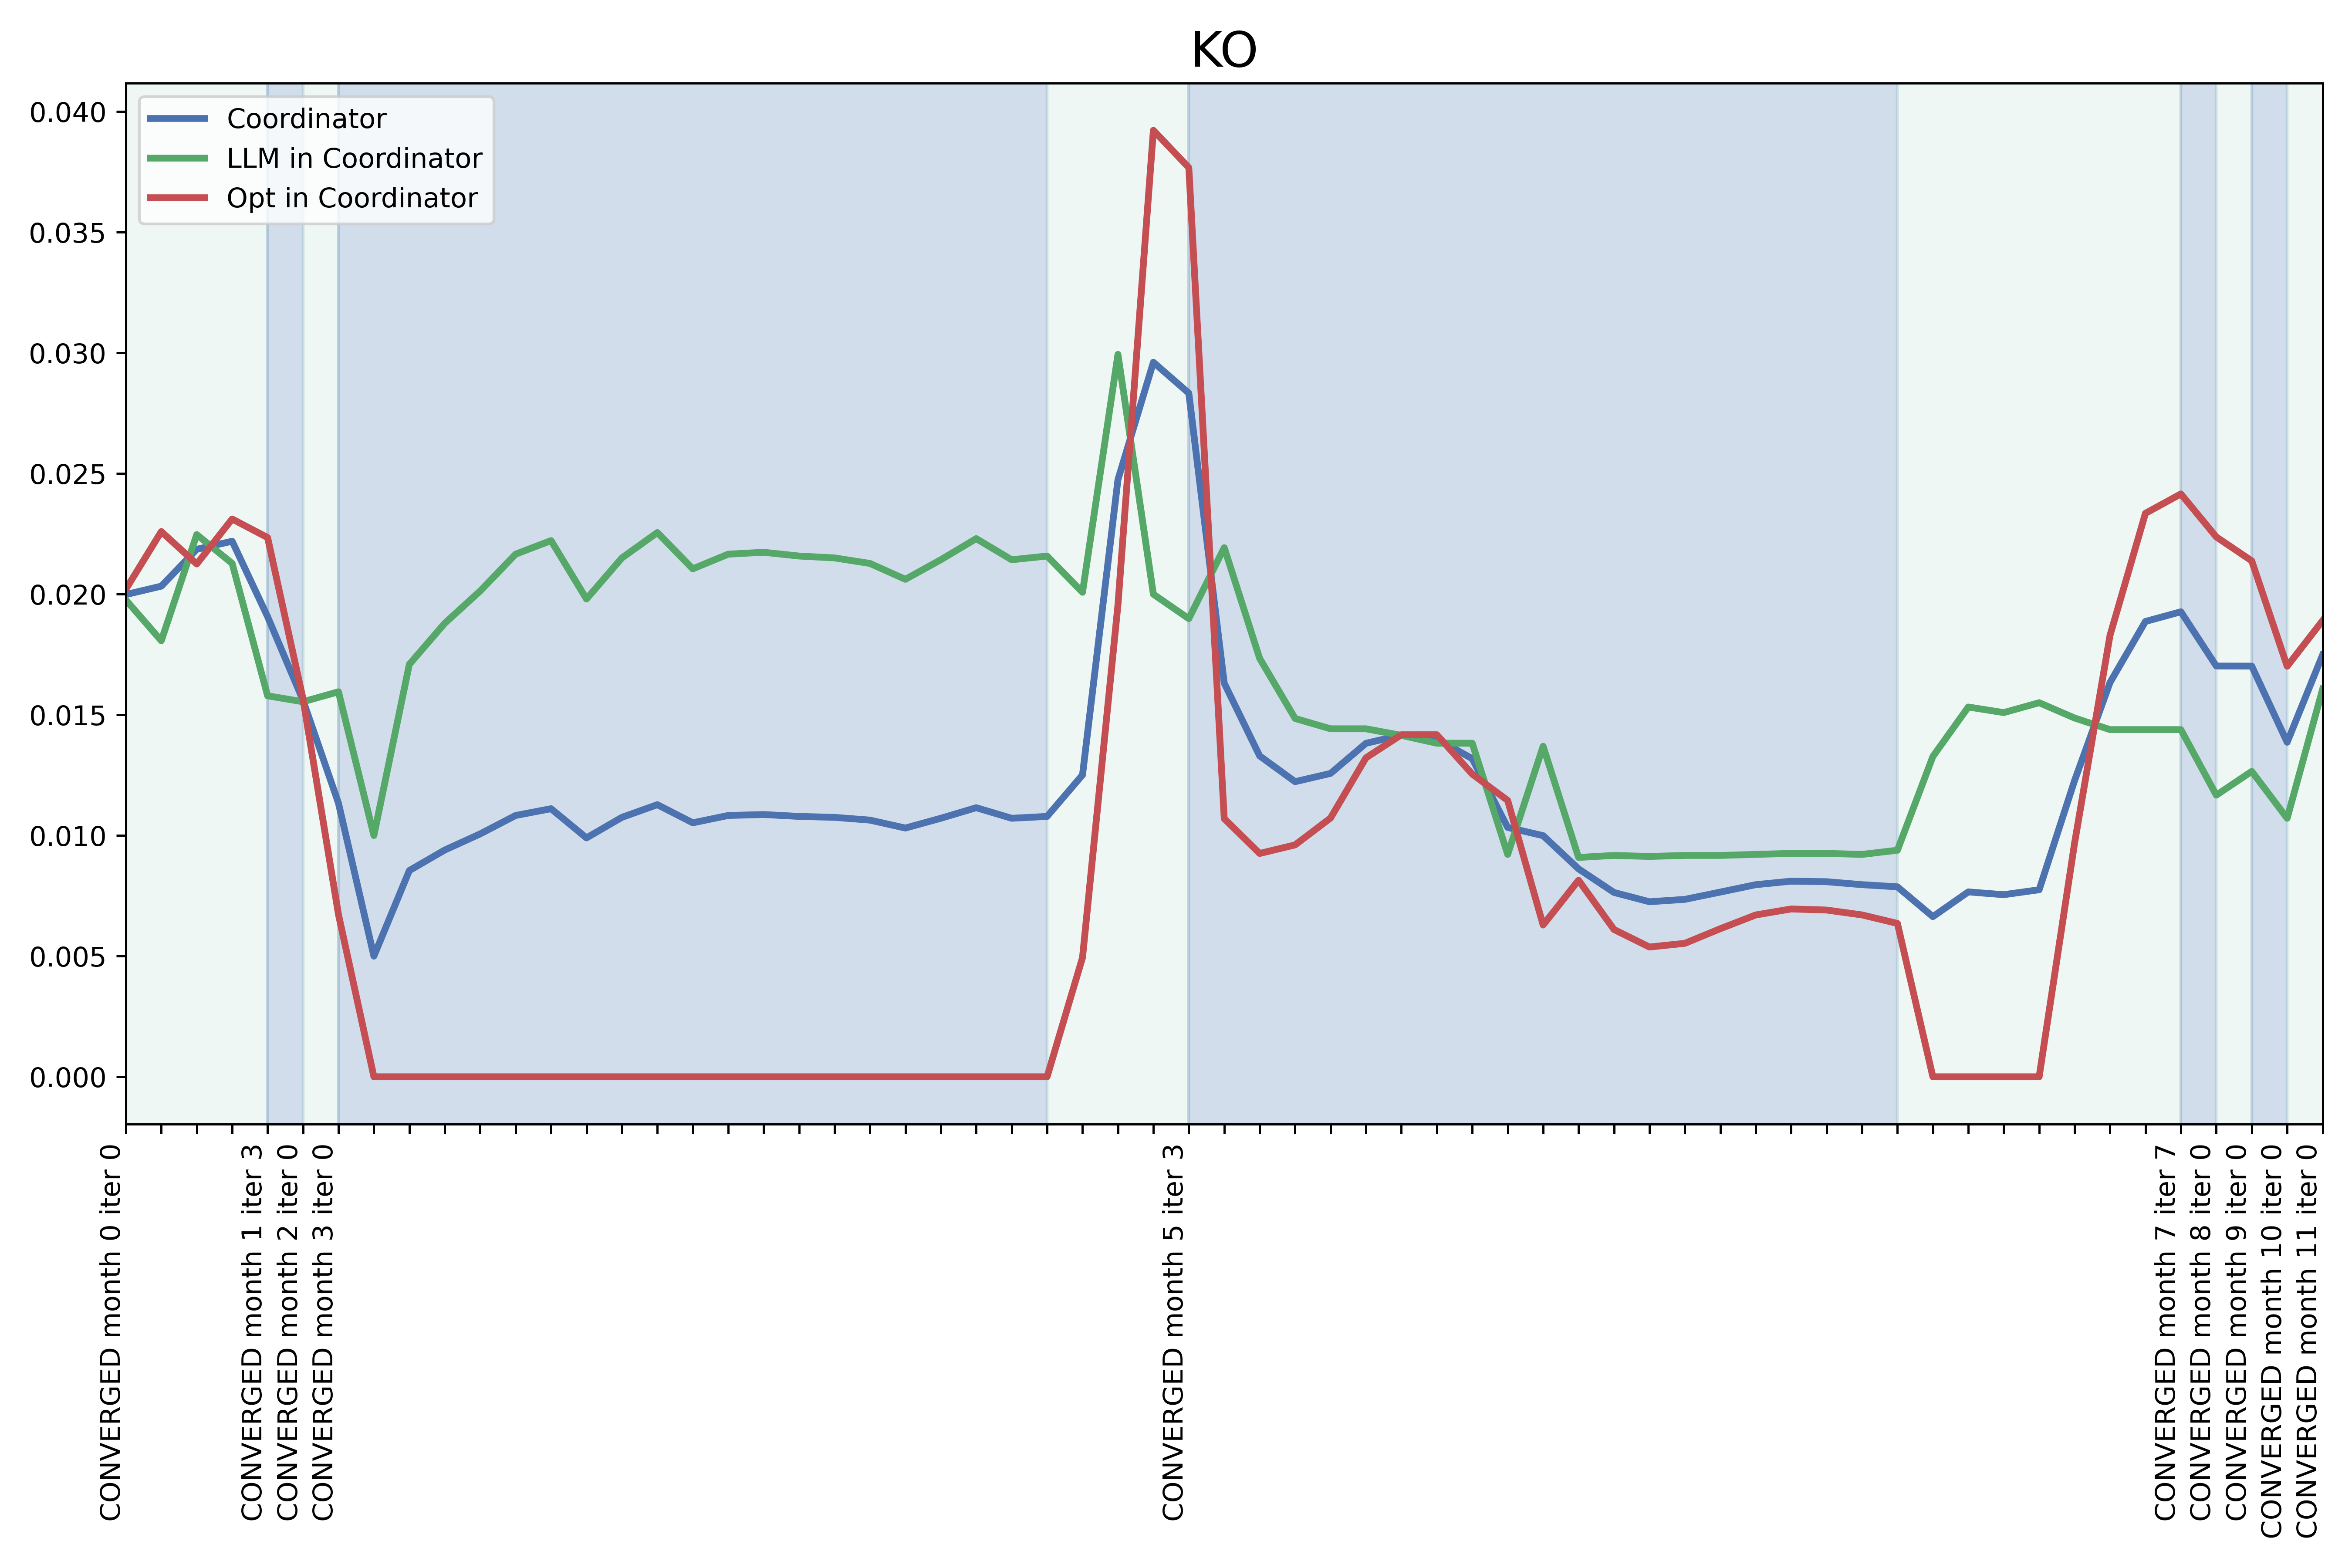 KO
Coordinator
LLM in Coordinator
Opt in Coordinator
0.040
0.035
0.030
0.025
0.020
0.015
0.010
0.005
0.000
CONVERGED month 0 iter 0
CONVERGED month 1 iter 3
CONVERGED month 2 iter 0
CONVERGED month 3 iter 0
CONVERGED month 5 iter 3
CONVERGED month 7 iter 7
CONVERGED month 8 iter 0
CONVERGED month 9 iter 0
CONVERGED month 10 iter 0
CONVERGED month 11 iter 0